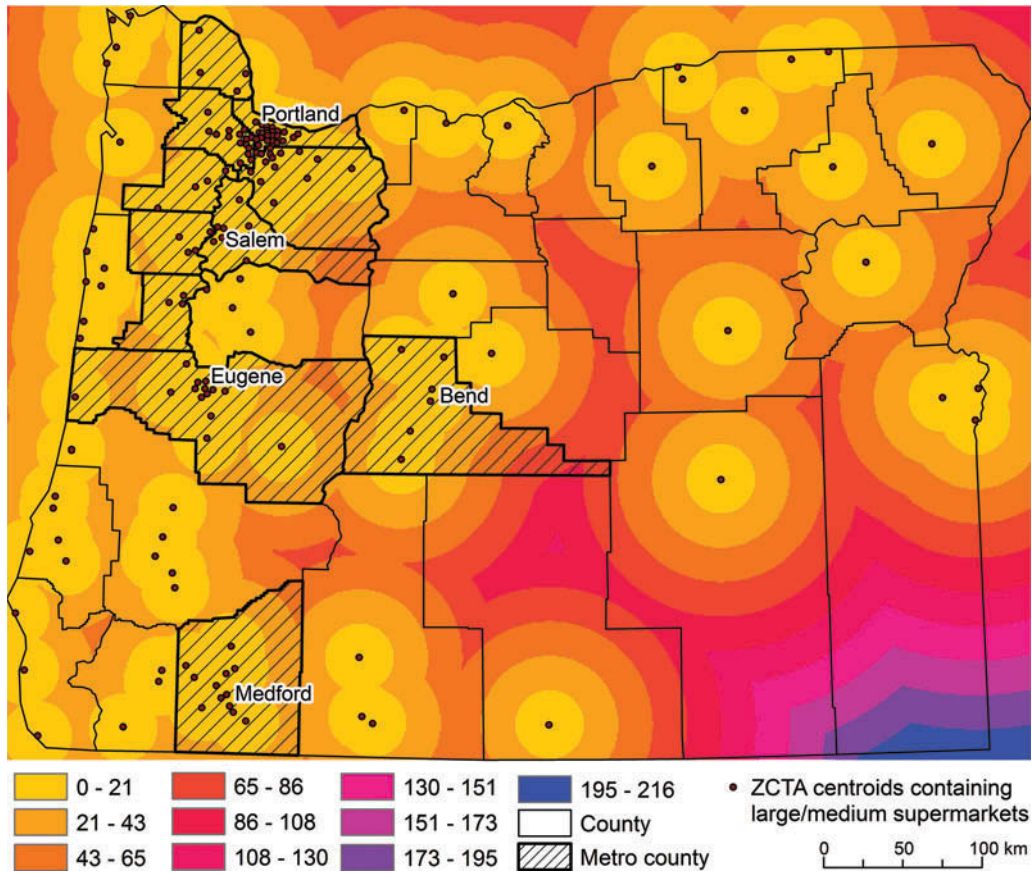 Portland
Salem
Eugene
Bend
Medford
0 - 21
65 - 86
130 - 151
195 - 216
ZCTA centroids containing
large/medium supermarkets
21 - 43
86 - 108
151 - 173
County
43 - 65
108 - 130
173 - 195
Metro county
0 50 100 km